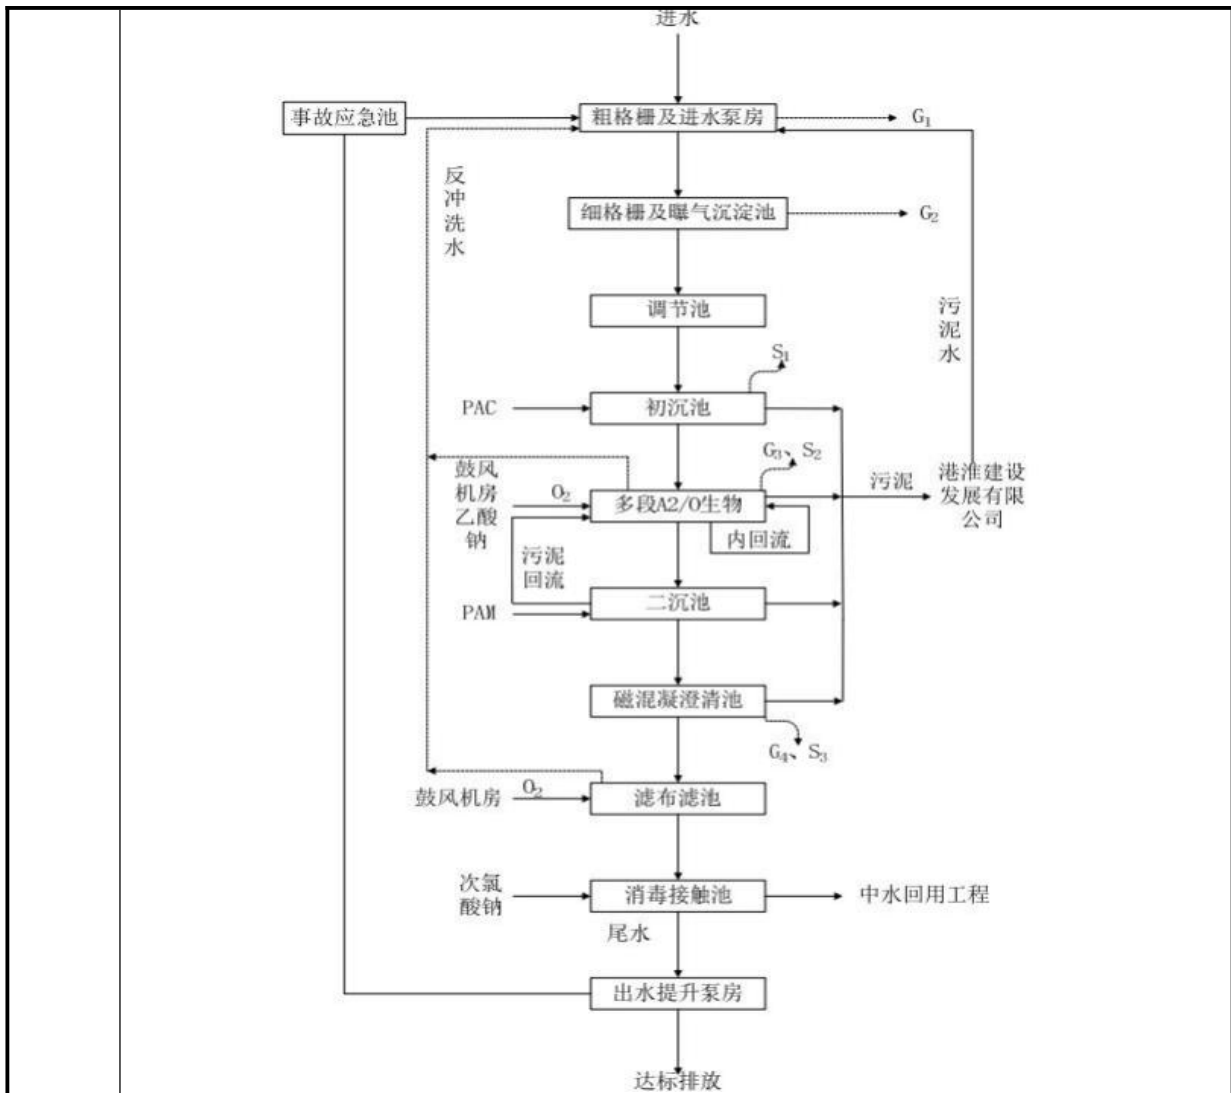 进水
事故应急池
粗格栅及进水泵房
G₁
反
冲
洗
水
细格栅及曝气沉淀池
G₂
调节池
污
泥
水
S₁
PAC
初沉池
G₃、S₂
鼓风
机房
乙酸
钠
O₂
多段A2/O生物
污泥
港淮建设
发展有限
公司
内回流
污泥
回流
二沉池
PAM
磁混凝澄清池
G₄、S₃
鼓风机房
O₂
滤布滤池
次氯
酸钠
消毒接触池
中水回用工程
尾水
出水提升泵房
达标排放